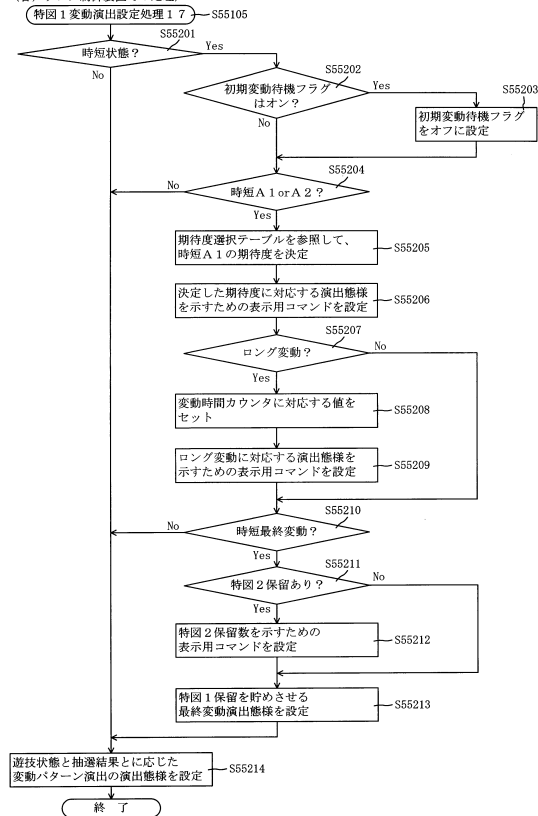 特図1変動演出設定処理17
S55105
S55201
時短状態？
Yes
No
S55202
初期変動待機フラグ
はオン？
Yes
No
S55203
初期変動待機フラグ
をオフに設定
S55204
時短A1orA2？
No
Yes
期待度選択テーブルを参照して、
時短A1の期待度を決定
S55205
決定した期待度に対応する演出態様
を示すための表示用コマンドを設定
S55206
S55207
ロング変動？
No
Yes
変動時間カウンタに対応する値を
セット
S55208
ロング変動に対応する演出態様を
示すための表示用コマンドを設定
S55209
S55210
時短最終変動？
No
Yes
S55211
特図2保留あり？
No
Yes
特図2保留数を示すための
表示用コマンドを設定
S55212
特図1保留を貯めさせる
最終変動演出態様を設定
S55213
遊技状態と抽選結果とに応じた
変動パターン演出の演出態様を設定
S55214
終 了